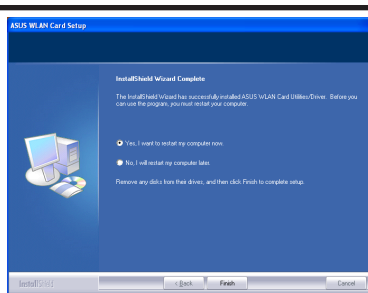 ASUS WLAN Card Setup
InstallShield Wizard Complete
The InstallShield Wizard has successfully installed ASUS WLAN Card Utilities/Driver. Before you
can use the program, you must restart your computer.
Yes, I want to restart my computer now.
No, I will restart my computer later.
Remove any disks from their drives, and then click Finish to complete setup.
InstallShield
< Back
Finish
Cancel